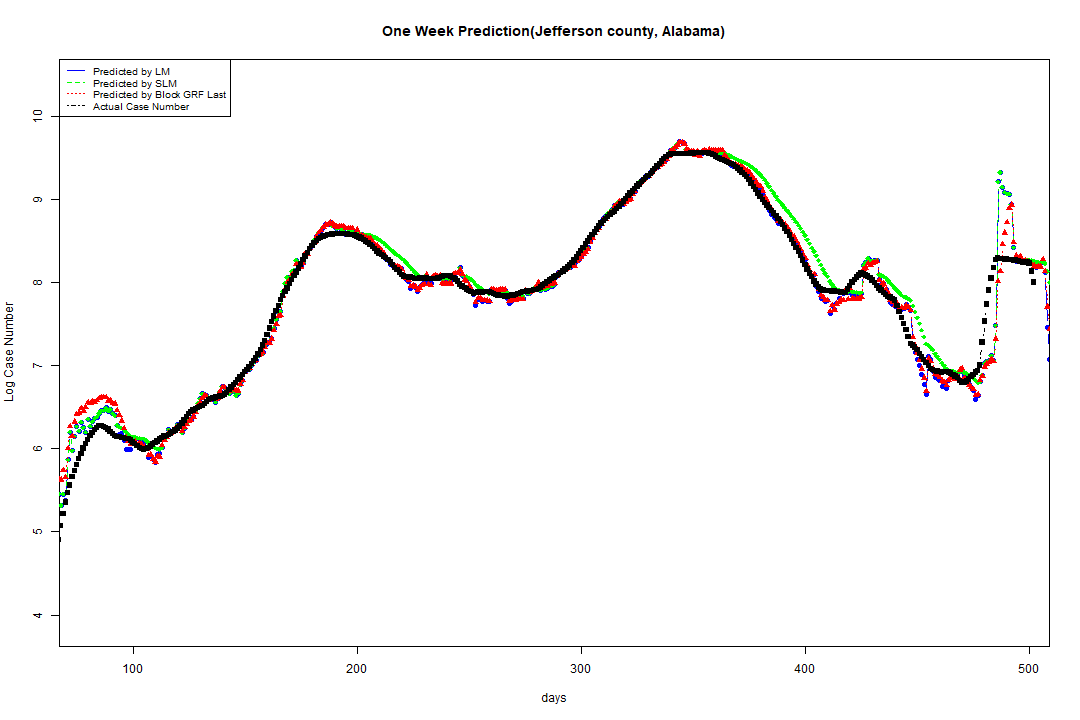 One Week Prediction(Jefferson county, Alabama)
Predicted by LM
Predicted by SLM
Predicted by Block GRF Last
Actual Case Number
10
9
8
7
6
5
4
Log Case Number
100 200 300 400 500
days